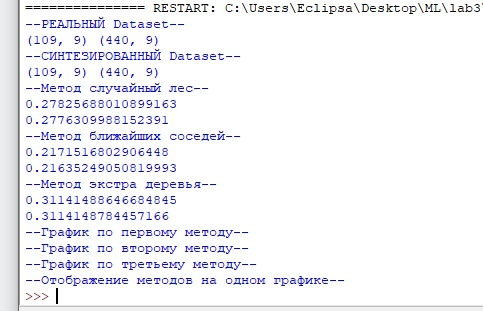 =============== RESTART: C:\Users\Eclipsa\Desktop\ML\lab3\
--РЕАЛЬНЫЙ Dataset--
(109, 9) (440, 9)
--СИНТЕЗИРОВАННЫЙ Dataset--
(109, 9) (440, 9)
--Метод случайный лес--
0.27825688010899163
0.2776309988152391
--Метод ближайших соседей--
0.2171516802906448
0.21635249050819993
--Метод экстра деревья--
0.31141488646684845
0.3114148784457166
--График по первому методу--
--График по второму методу--
--График по третьему методу--
--Отображение методов на одном графике--
>>>